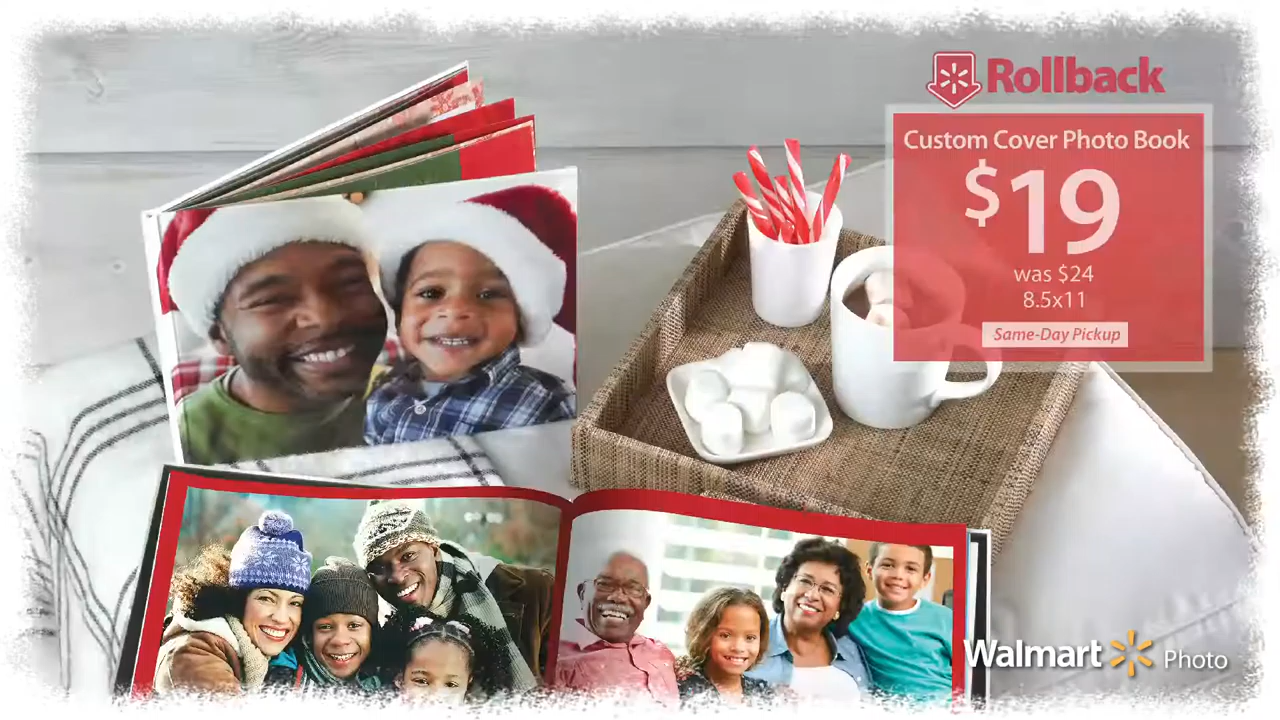 Rollback
Custom Cover Photo Book
$19
was $24
8.5x11
Same-Day Pickup
Walmart Photo